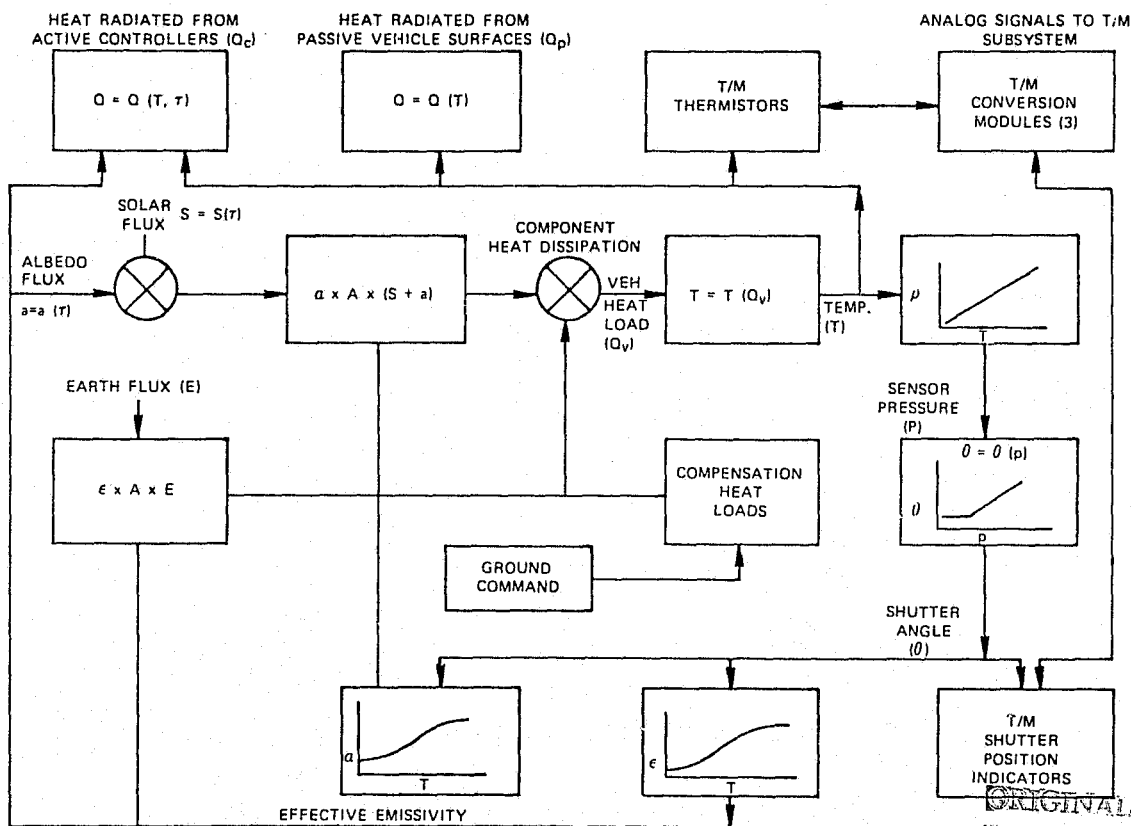 HEAT RADIATED FROM
ACTIVE CONTROLLERS (Qc)
Q = Q (T, τ)
HEAT RADIATED FROM
PASSIVE VEHICLE SURFACES (Qp)
Q = Q (T)
T/M
THERMISTORS
ANALOG SIGNALS TO T/M
SUBSYSTEM
T/M
CONVERSION
MODULES (3)
SOLAR
FLUX
S = S(τ)
ALBEDO
FLUX
a=a (τ)
α x A x (S + a)
COMPONENT
HEAT DISSIPATION
VEH
HEAT
LOAD
(Qv)
T = T (Qv)
TEMP.
(T)
p
T
EARTH FLUX (E)
ϵ x A x E
COMPENSATION
HEAT
LOADS
GROUND
COMMAND
SENSOR
PRESSURE
(P)
θ = θ (p)
θ
p
SHUTTER
ANGLE
(θ)
α
T
ϵ
T
T/M
SHUTTER
POSITION
INDICATORS
EFFECTIVE EMISSIVITY
ORIGINAL